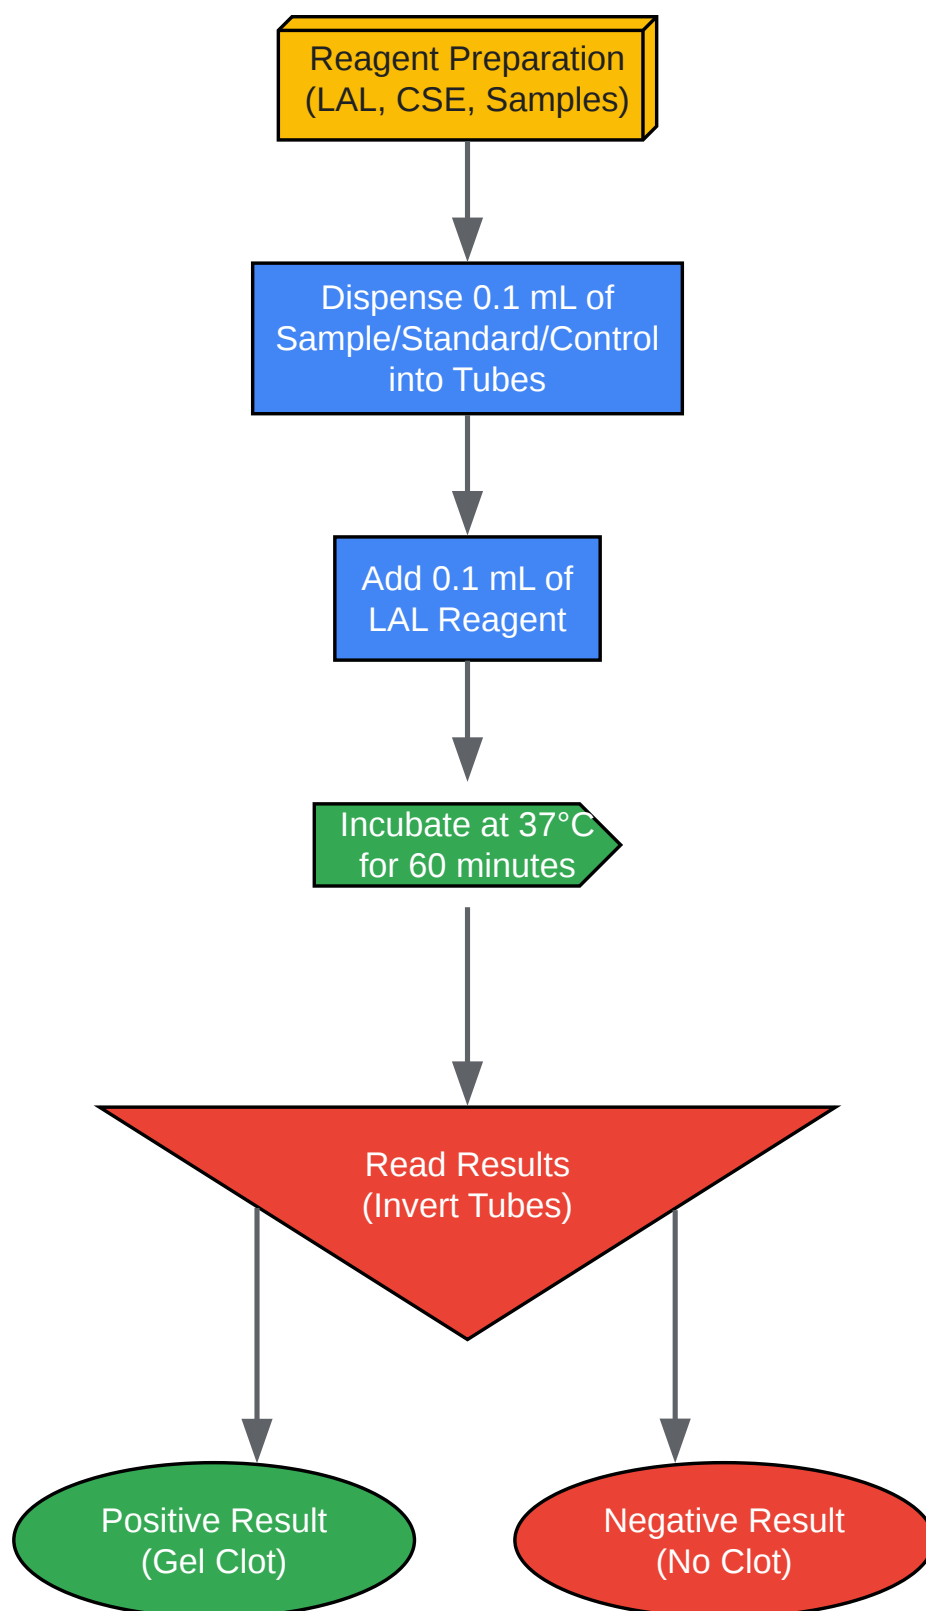 Reagent Preparation
(LAL, CSE, Samples)
Dispense 0.1 mL of
Sample/Standard/Control
into Tubes
Add 0.1 mL of
LAL Reagent
Incubate at 37°C
for 60 minutes
Read Results
(Invert Tubes)
Positive Result
(Gel Clot)
Negative Result
(No Clot)